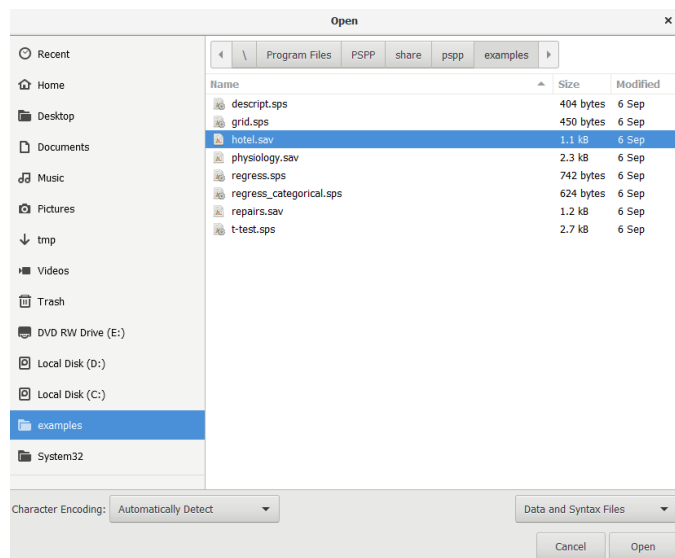 Open
Recent
Home
Desktop
Documents
Music
Pictures
tmp
Videos
Trash
DVD RW Drive (E:)
Local Disk (D:)
Local Disk (C:)
examples
System32
\ Program Files PSPP share pspp examples
Name Size Modified
descript.sps 404 bytes 6 Sep
grid.sps 450 bytes 6 Sep
hotel.sav 1.1 kB 6 Sep
physiology.sav 2.3 kB 6 Sep
regress.sps 742 bytes 6 Sep
regress_categorical.sps 624 bytes 6 Sep
repairs.sav 1.2 kB 6 Sep
t-test.sps 2.7 kB 6 Sep
Character Encoding: Automatically Detect Data and Syntax Files
Cancel Open